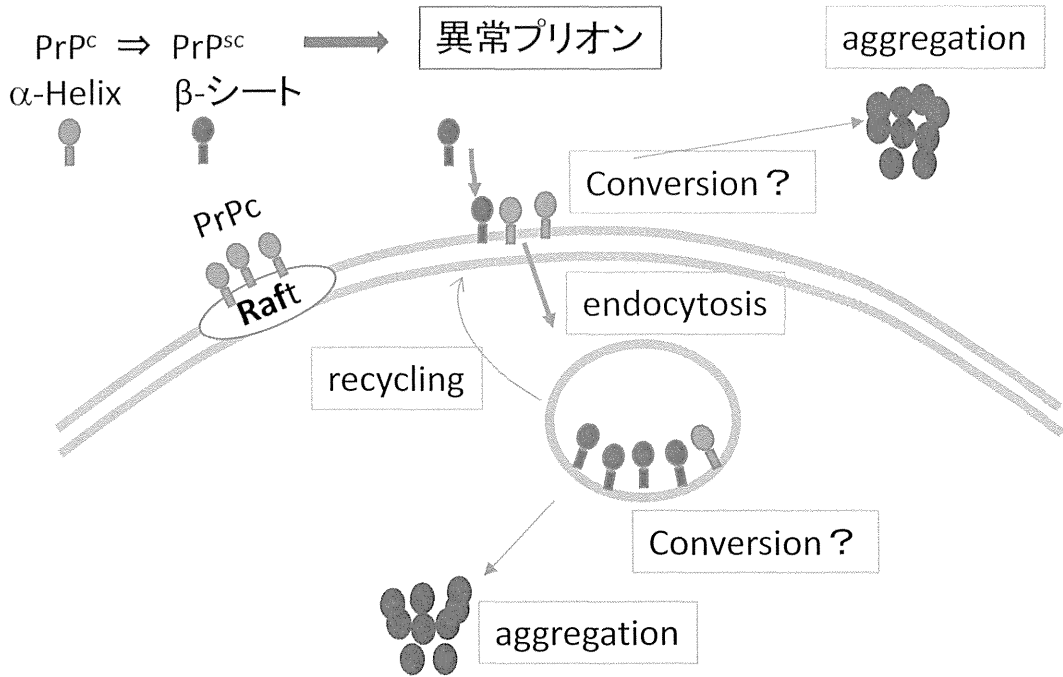 PrPᶜ ⇒ PrPˢᶜ
異常プリオン
aggregation
α-Helix β-シート
Conversion？
PrPc
Raft
endocytosis
recycling
Conversion？
aggregation